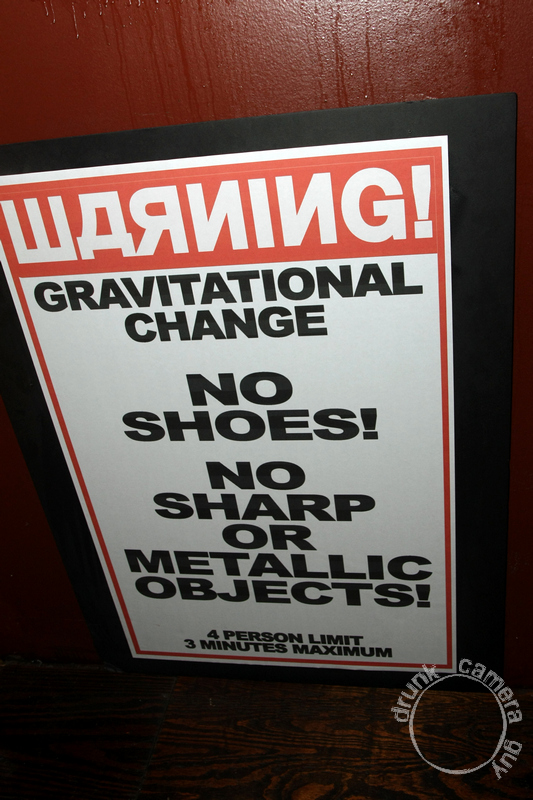 ШДЯИIИG!
GRAVITATIONAL
CHANGE
NO
SHOES!
NO
SHARP
OR
METALLIC
OBJECTS!
4 PERSON LIMIT
3 MINUTES MAXIMUM
drunk camera guy